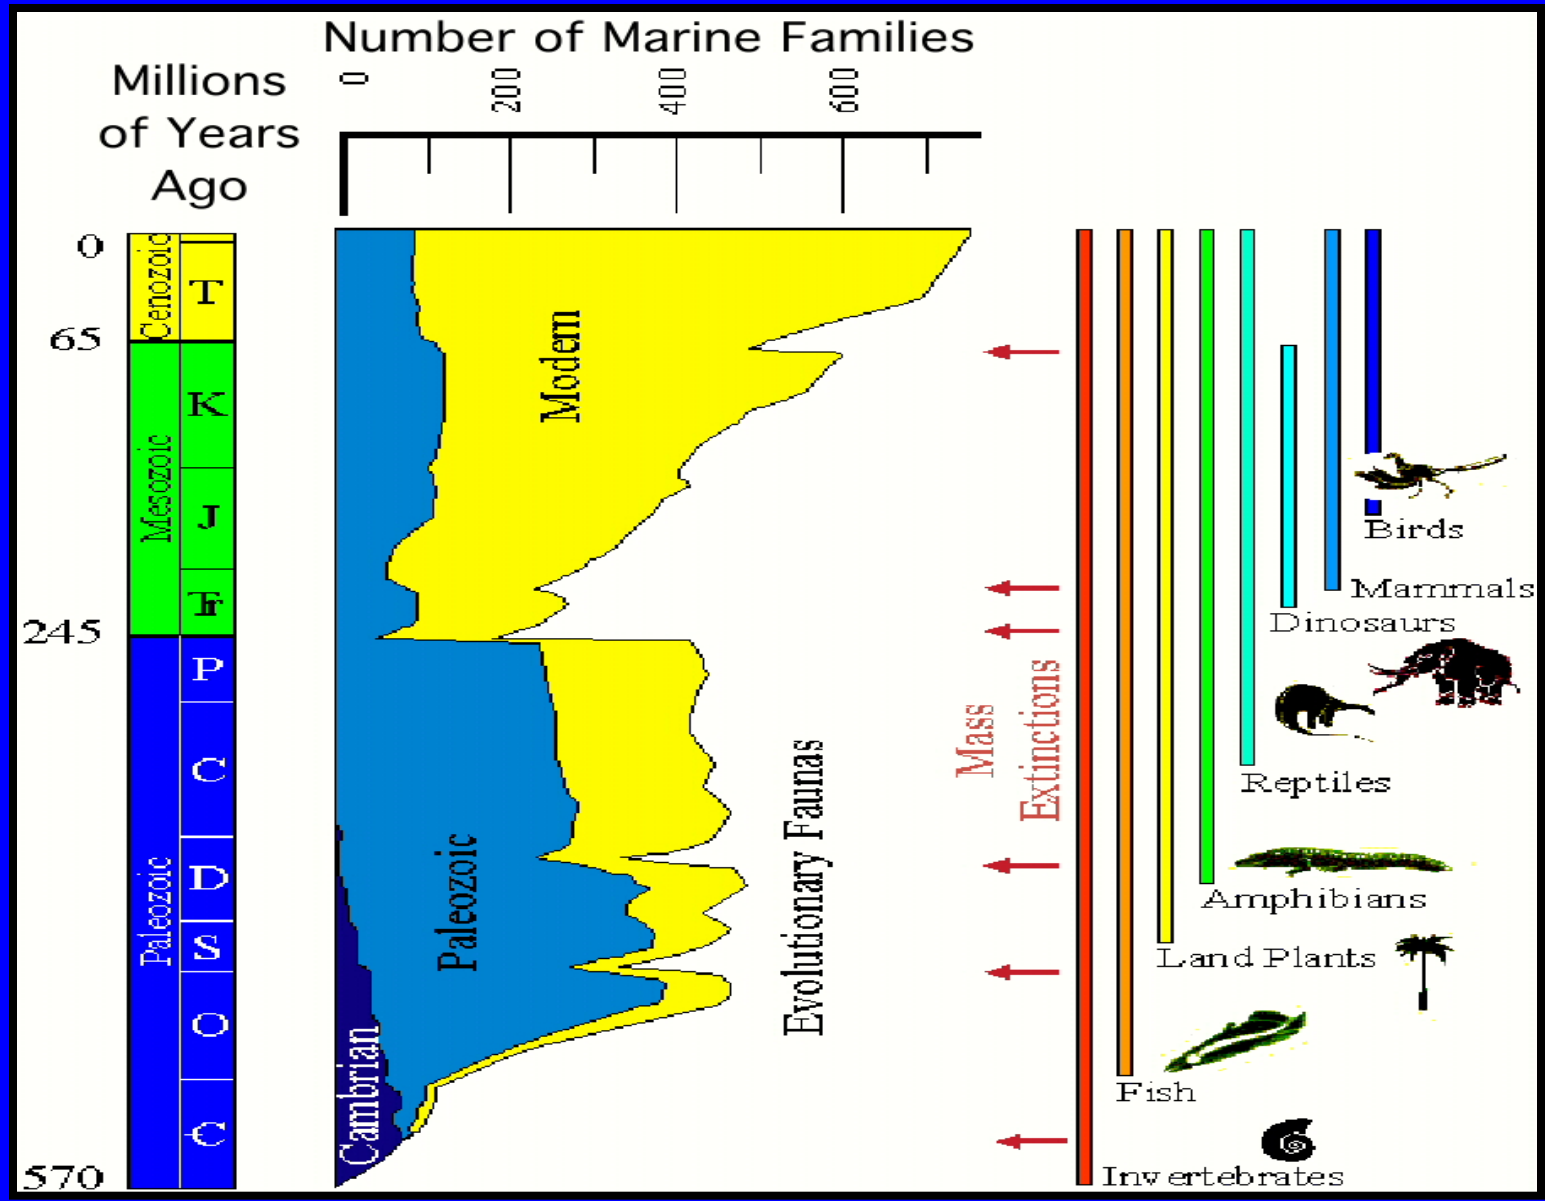 Number of Marine Families
Millions
of Years
Ago
0
200
400
600
0
65
245
570
Cenozoic
Mesozoic
Paleozoic
T
K
J
Tr
P
C
D
S
O
Є
Modern
Paleozoic
Cambrian
Evolutionary Faunas
Mass
Extinctions
Birds
Mammals
Dinosaurs
Reptiles
Amphibians
Land Plants
Fish
Invertebrates